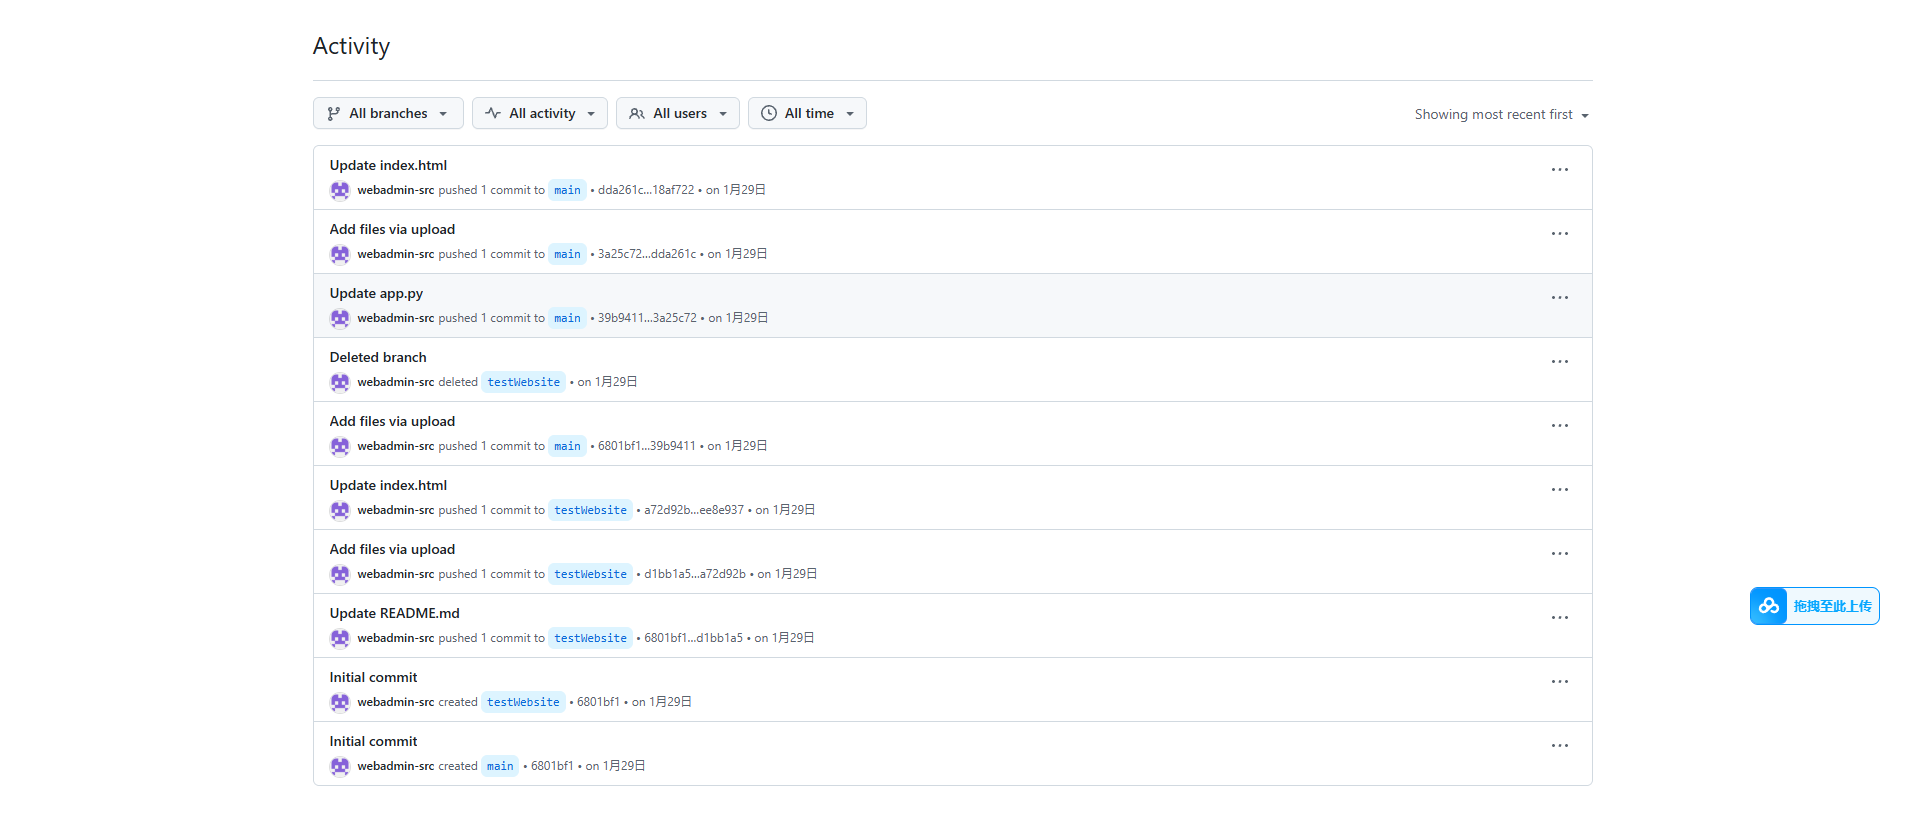 Activity
All branches
All activity
All users
All time
Showing most recent first
Update index.html
webadmin-src pushed 1 commit to main • dda261c...18af722 • on 1月29日
Add files via upload
webadmin-src pushed 1 commit to main • 3a25c72...dda261c • on 1月29日
Update app.py
webadmin-src pushed 1 commit to main • 39b9411...3a25c72 • on 1月29日
Deleted branch
webadmin-src deleted testWebsite • on 1月29日
Add files via upload
webadmin-src pushed 1 commit to main • 6801bf1...39b9411 • on 1月29日
Update index.html
webadmin-src pushed 1 commit to testWebsite • a72d92b...ee8e937 • on 1月29日
Add files via upload
webadmin-src pushed 1 commit to testWebsite • d1bb1a5...a72d92b • on 1月29日
拖拽至此上传
Update README.md
webadmin-src pushed 1 commit to testWebsite • 6801bf1...d1bb1a5 • on 1月29日
Initial commit
webadmin-src created testWebsite • 6801bf1 • on 1月29日
Initial commit
webadmin-src created main • 6801bf1 • on 1月29日